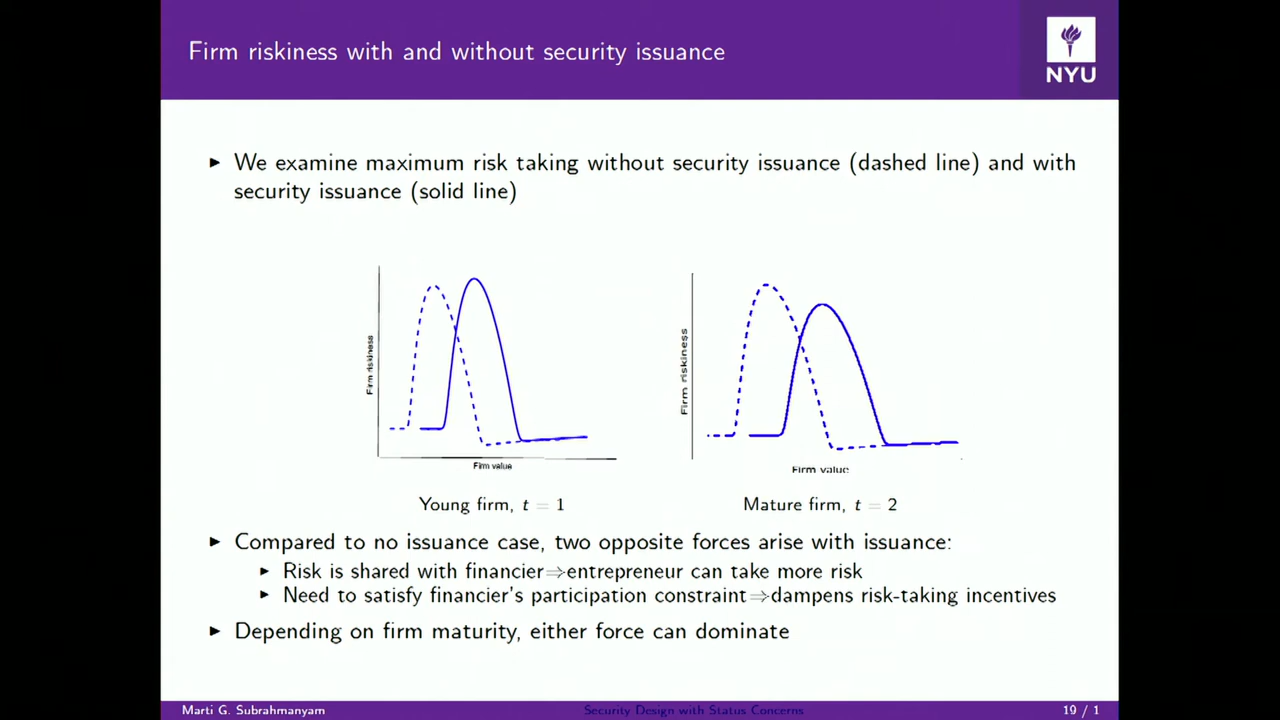 Firm riskiness with and without security issuance
NYU
► We examine maximum risk taking without security issuance (dashed line) and with
security issuance (solid line)
Firm riskiness
Firm value
Young firm, t = 1
Firm riskiness
Firm value
Mature firm, t = 2
► Compared to no issuance case, two opposite forces arise with issuance:
► Risk is shared with financier⇒entrepreneur can take more risk
► Need to satisfy financier's participation constraint⇒dampens risk-taking incentives
► Depending on firm maturity, either force can dominate
Marti G. Subrahmanyam
Security Design with Status Concerns
19 / 1